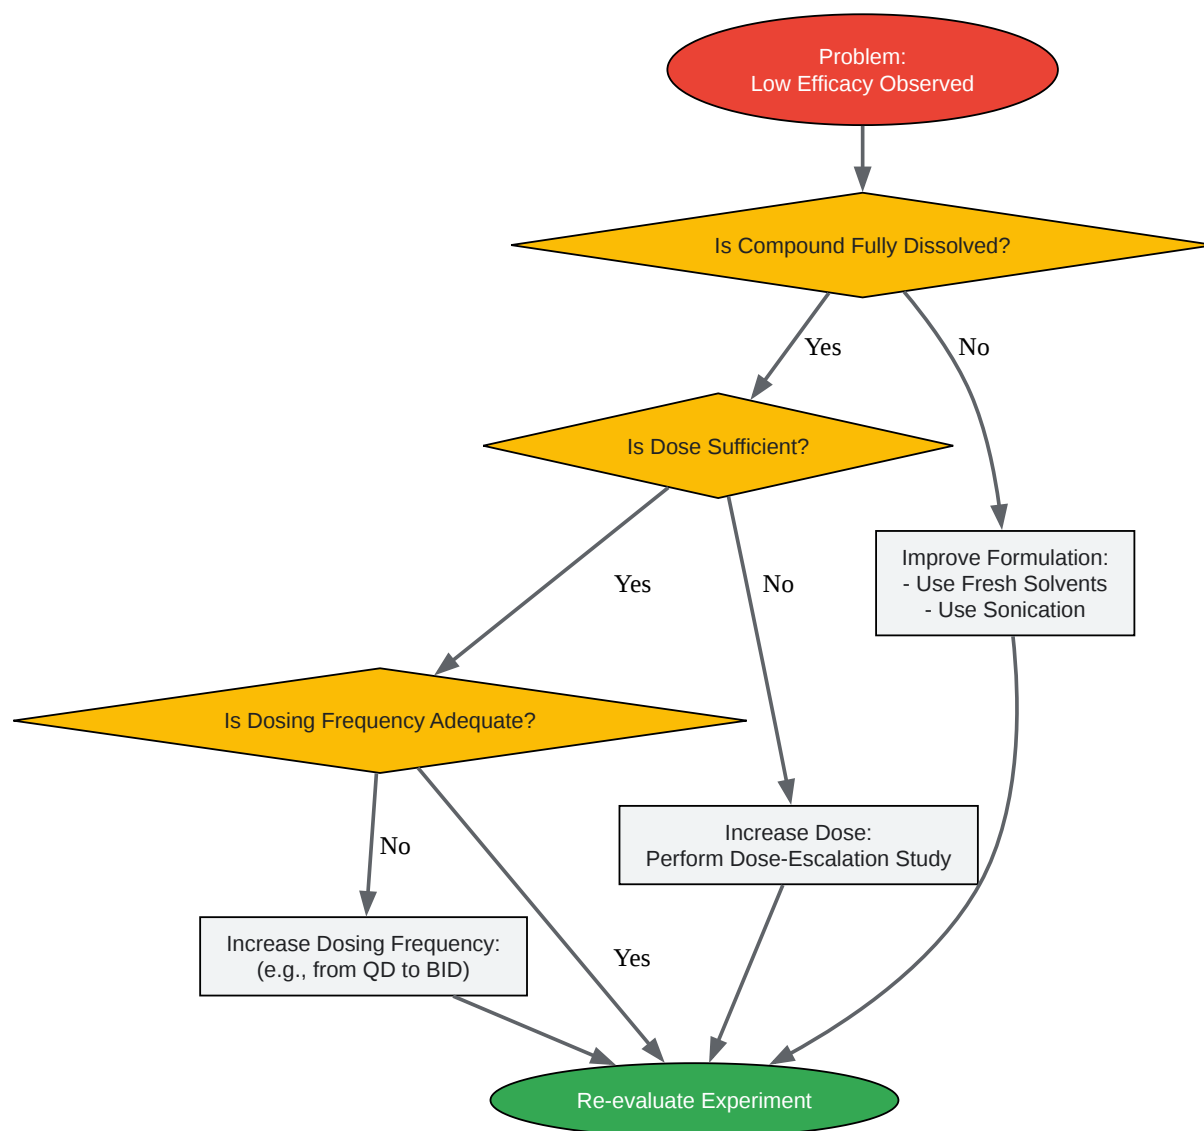 Problem:
Low Efficacy Observed
Is Compound Fully Dissolved?
Yes
No
Is Dose Sufficient?
Improve Formulation:
- Use Fresh Solvents
- Use Sonication
Yes
No
Is Dosing Frequency Adequate?
Increase Dose:
Perform Dose-Escalation Study
No
Increase Dosing Frequency:
(e.g., from QD to BID)
Yes
Re-evaluate Experiment